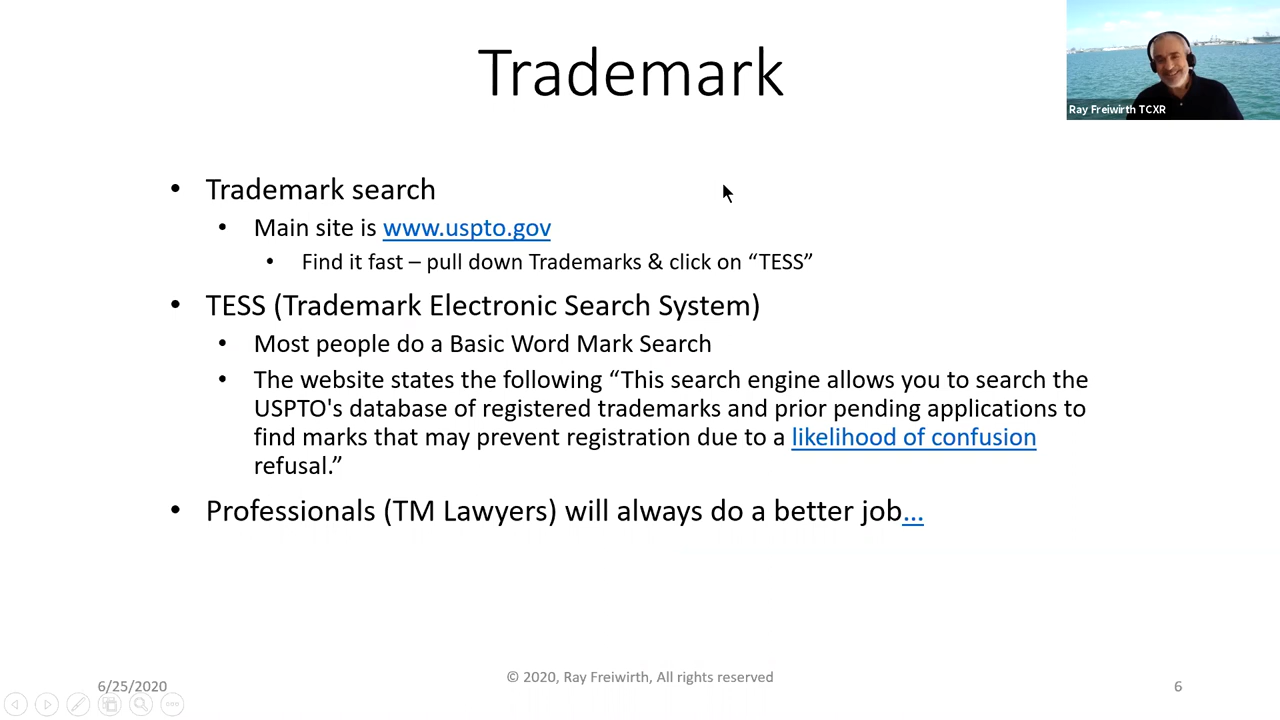 Trademark
Ray Freiwirth TCXR
• Trademark search
• Main site is www.uspto.gov
• Find it fast – pull down Trademarks & click on “TESS”
• TESS (Trademark Electronic Search System)
• Most people do a Basic Word Mark Search
• The website states the following “This search engine allows you to search the
USPTO's database of registered trademarks and prior pending applications to
find marks that may prevent registration due to a likelihood of confusion
refusal.”
• Professionals (TM Lawyers) will always do a better job...
6/25/2020
© 2020, Ray Freiwirth, All rights reserved
6